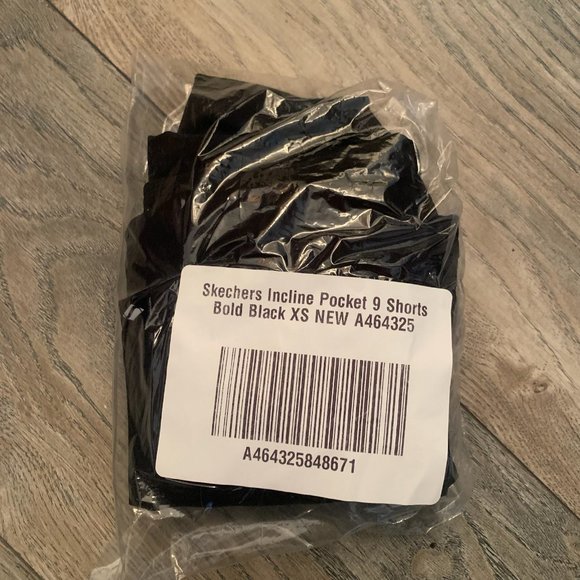 Skechers Incline Pocket 9 Shorts
Bold Black XS NEW A464325
A464325848671